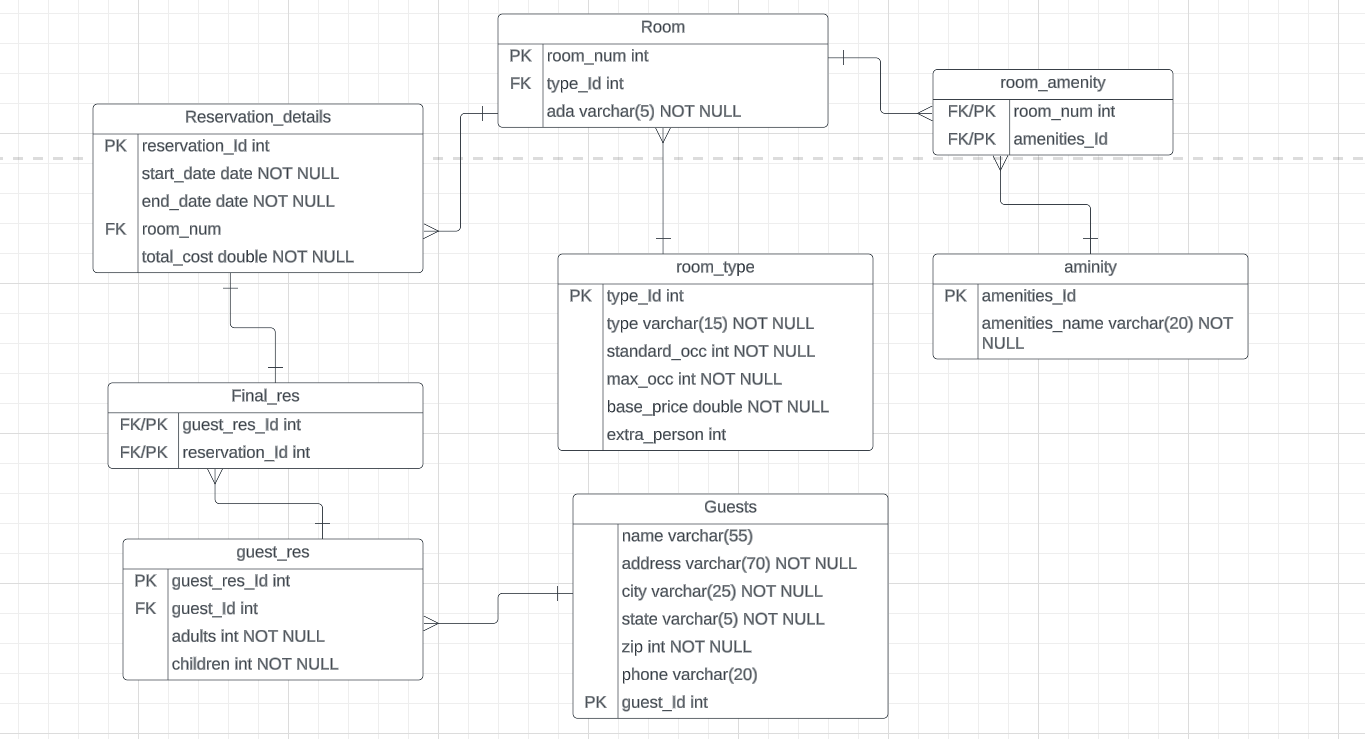 Room
PK room_num int
FK type_Id int
ada varchar(5) NOT NULL
room_amenity
FK/PK room_num int
FK/PK amenities_Id
Reservation_details
PK reservation_Id int
start_date date NOT NULL
end_date date NOT NULL
FK room_num
total_cost double NOT NULL
room_type
PK type_Id int
type varchar(15) NOT NULL
standard_occ int NOT NULL
max_occ int NOT NULL
base_price double NOT NULL
extra_person int
aminity
PK amenities_Id
amenities_name varchar(20) NOT
NULL
Final_res
FK/PK guest_res_Id int
FK/PK reservation_Id int
guest_res
PK guest_res_Id int
FK guest_Id int
adults int NOT NULL
children int NOT NULL
Guests
name varchar(55)
address varchar(70) NOT NULL
city varchar(25) NOT NULL
state varchar(5) NOT NULL
zip int NOT NULL
phone varchar(20)
PK guest_Id int